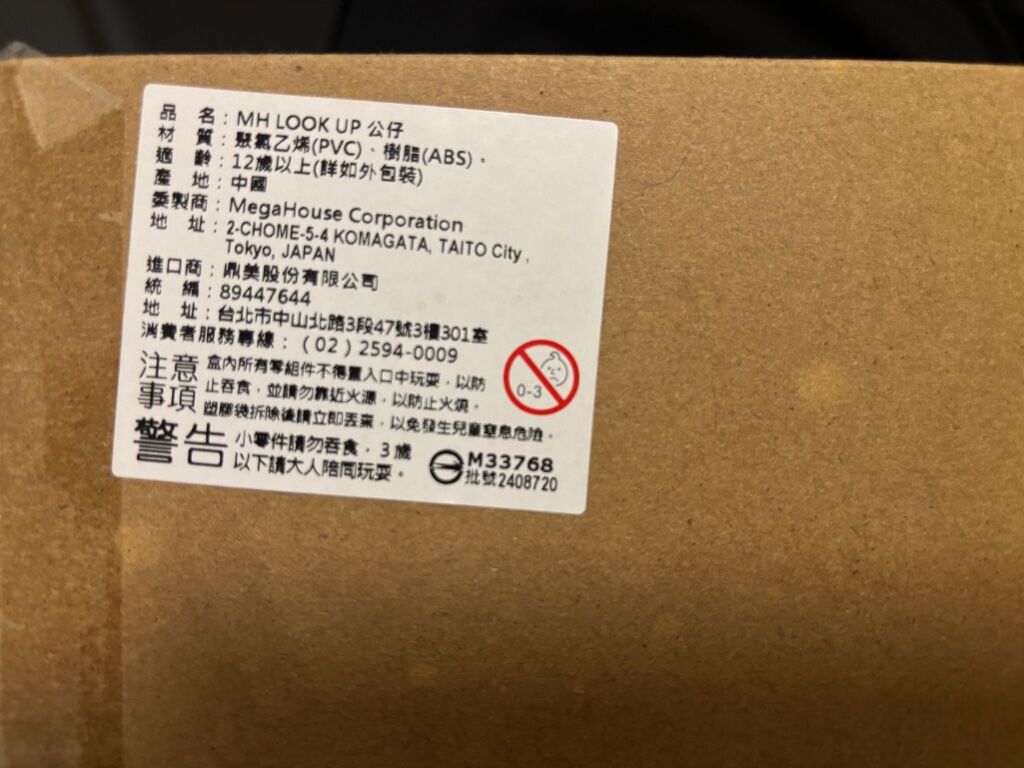 品　名：MH LOOK UP 公仔
材　質：聚氯乙烯(PVC)、樹脂(ABS)。
適　齡：12歲以上(詳如外包裝)
產　地：中國
委製商：MegaHouse Corporation
地　址：2-CHOME-5-4 KOMAGATA, TAITO City,
Tokyo, JAPAN
進口商：鼎美股份有限公司
統　編：89447644
地　址：台北市中山北路3段47號3樓301室
消費者服務專線：(02)2594-0009
注意事項
盒內所有零組件不得置入口中玩耍，以防
止吞食，並請勿靠近火源，以防止火燒。
塑膠袋拆除後請立即丟棄，以免發生兒童窒息危險。
0-3
警告
小零件請勿吞食，3歲
以下請大人陪同玩耍。
M33768
批號2408720